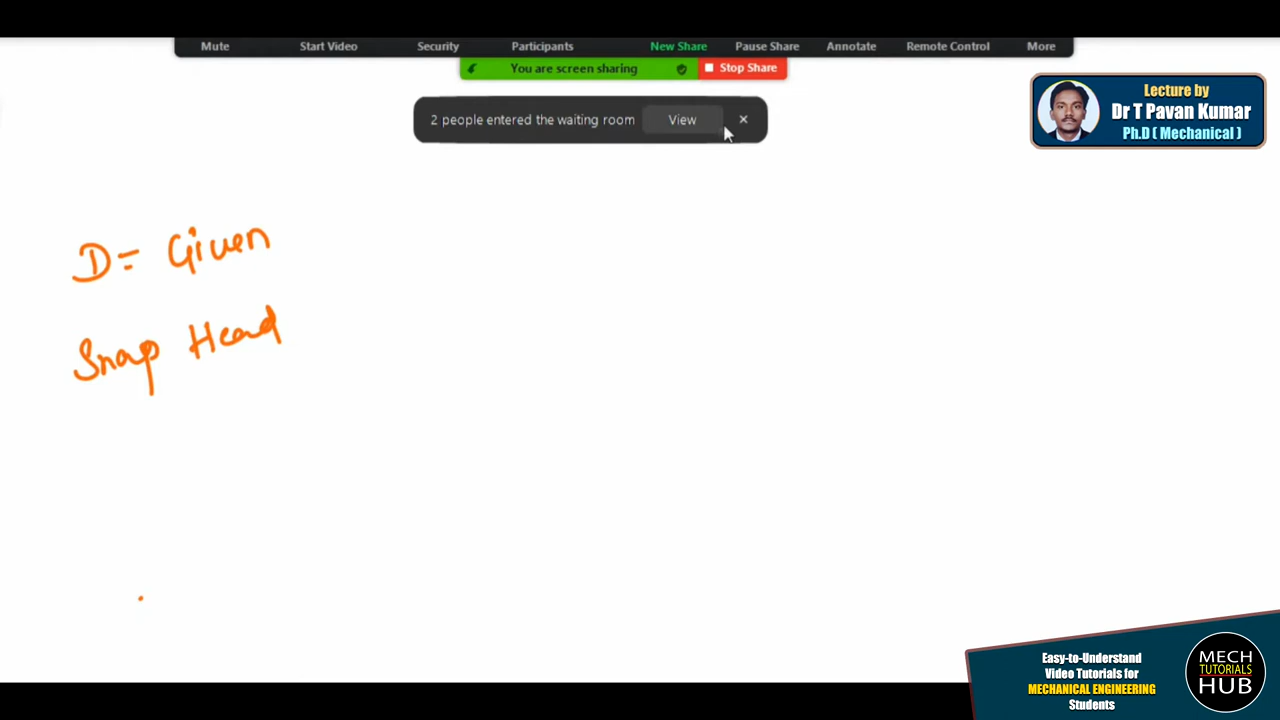 Mute Start Video Security Participants New Share Pause Share Annotate Remote Control More
You are screen sharing Stop Share
2 people entered the waiting room View
Lecture by
Dr T Pavan Kumar
Ph.D ( Mechanical )
D= Given
Snap Head
Easy-to-Understand
Video Tutorials for
MECHANICAL ENGINEERING
Students
MECH
TUTORIALS
HUB